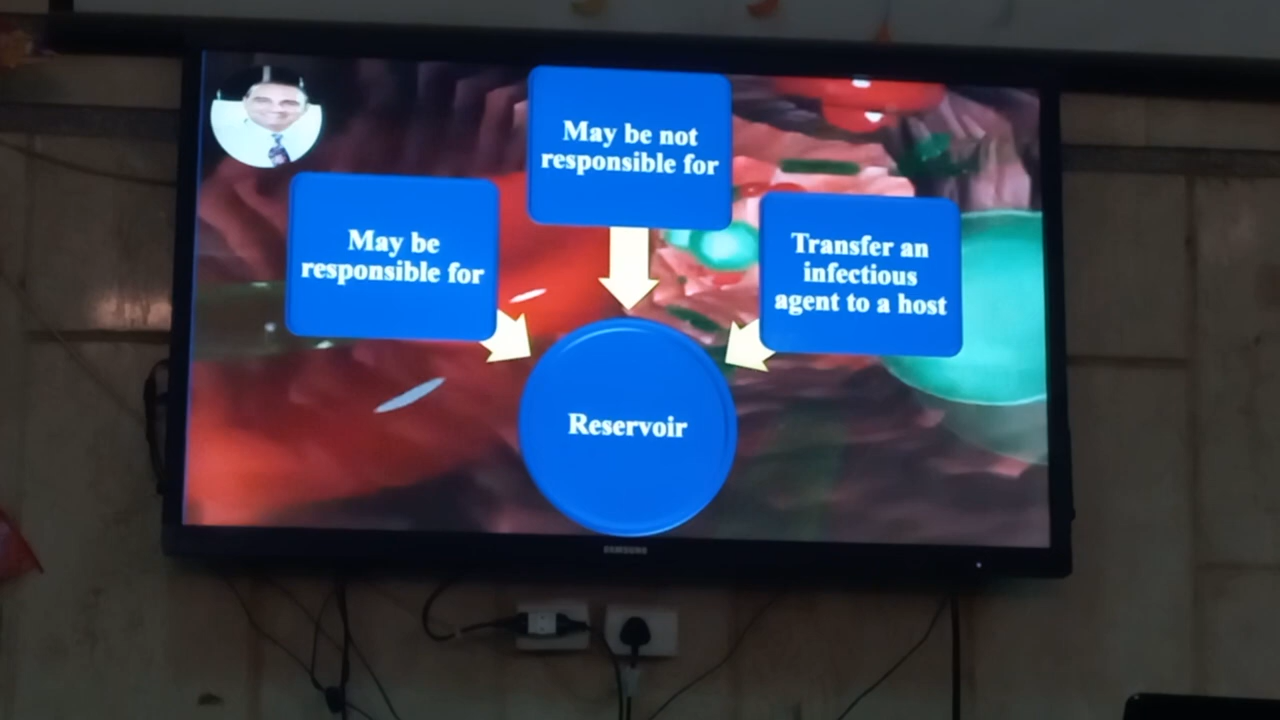 May be not
responsible for
May be
responsible for
Transfer an
infectious
agent to a host
Reservoir
SAMSUNG